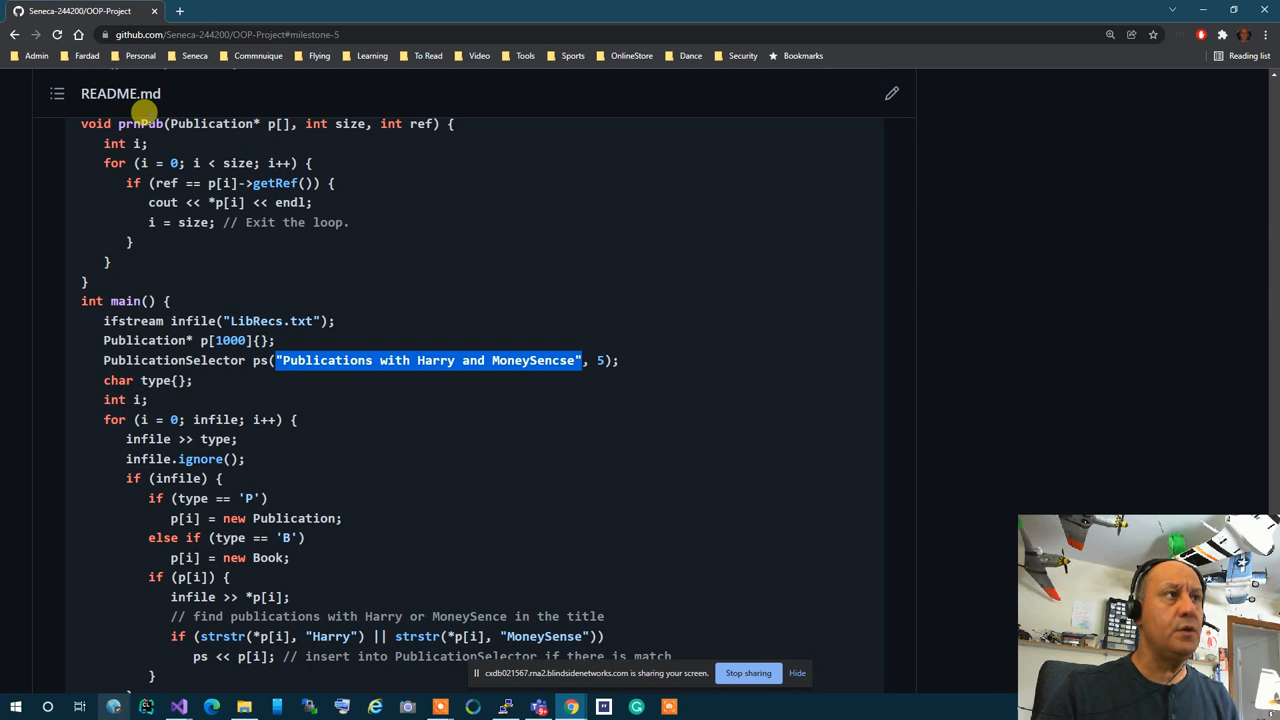 Seneca-244200/OOP-Project
github.com/Seneca-244200/OOP-Project#milestone-5
Admin Fardad Personal Seneca Commnuique Flying Learning To Read Video Tools Sports OnlineStore Dance Security Bookmarks Reading list
README.md
void prnPub(Publication* p[], int size, int ref) {
int i;
for (i = 0; i < size; i++) {
if (ref == p[i]->getRef()) {
cout << *p[i] << endl;
i = size; // Exit the loop.
}
}
}
int main() {
ifstream infile("LibRecs.txt");
Publication* p[1000]{};
PublicationSelector ps("Publications with Harry and MoneySencse", 5);
char type{};
int i;
for (i = 0; infile; i++) {
infile >> type;
infile.ignore();
if (infile) {
if (type == 'P')
p[i] = new Publication;
else if (type == 'B')
p[i] = new Book;
if (p[i]) {
infile >> *p[i];
// find publications with Harry or MoneySence in the title
if (strstr(*p[i], "Harry") || strstr(*p[i], "MoneySense"))
ps << p[i]; // insert into PublicationSelector if there is match
}
cxdb021567.rna2.blindsidenetworks.com is sharing your screen. Stop sharing Hide